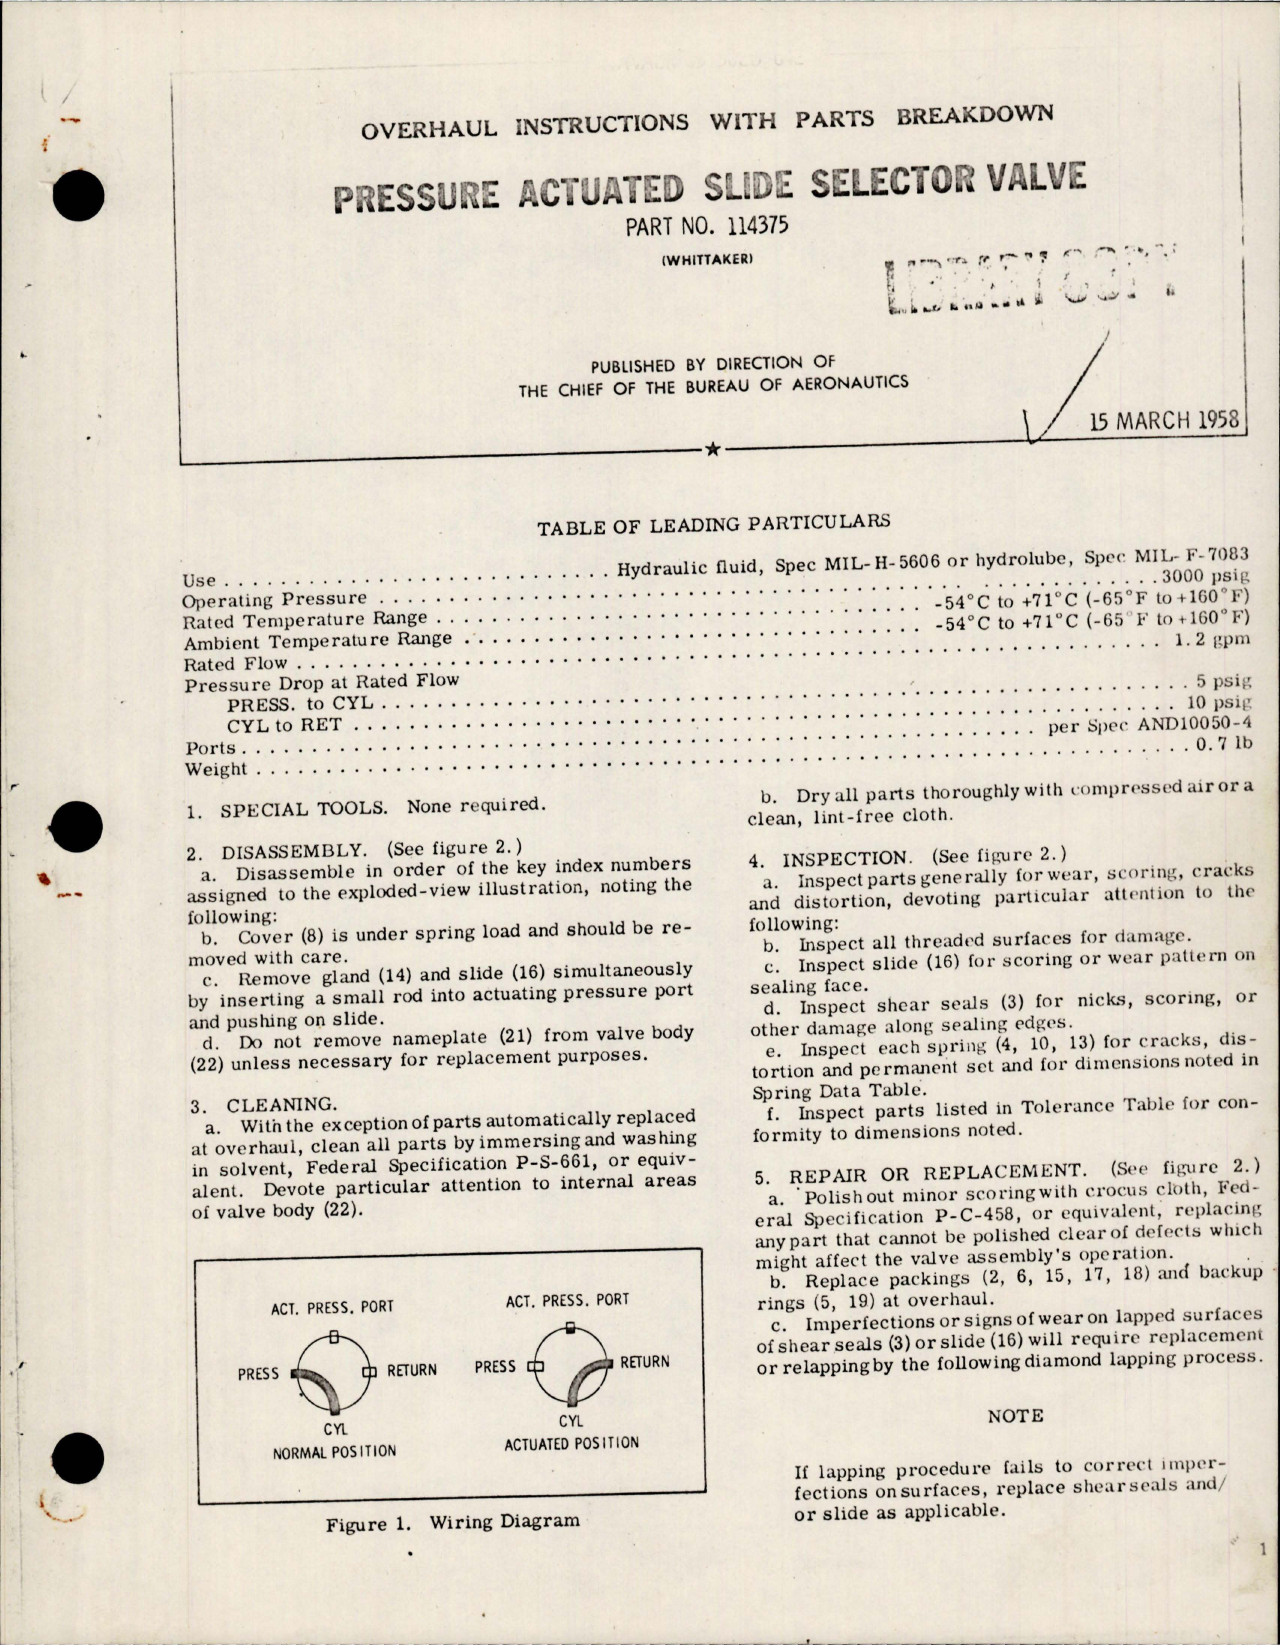 OVERHAUL INSTRUCTIONS WITH PARTS BREAKDOWN
PRESSURE ACTUATED SLIDE SELECTOR VALVE
PART NO. 114375
(WHITTAKER)
LIBRARY COPY
PUBLISHED BY DIRECTION OF
THE CHIEF OF THE BUREAU OF AERONAUTICS
15 MARCH 1958
TABLE OF LEADING PARTICULARS
Use . . . . . . . . . . Hydraulic fluid, Spec MIL-H-5606 or hydrolube, Spec MIL-F-7083
Operating Pressure . . . . . . . . . . 3000 psig
Rated Temperature Range . . . . . . . . . . -54°C to +71°C (-65°F to +160°F)
Ambient Temperature Range . . . . . . . . . . -54°C to +71°C (-65°F to +160°F)
Rated Flow . . . . . . . . . . 1.2 gpm
Pressure Drop at Rated Flow
PRESS. to CYL . . . . . . . . . . 5 psig
CYL to RET . . . . . . . . . . 10 psig
Ports . . . . . . . . . . per Spec AND10050-4
Weight . . . . . . . . . . 0.7 lb
1. SPECIAL TOOLS. None required.
2. DISASSEMBLY. (See figure 2.)
a. Disassemble in order of the key index numbers
assigned to the exploded-view illustration, noting the
following:
b. Cover (8) is under spring load and should be re-
moved with care.
c. Remove gland (14) and slide (16) simultaneously
by inserting a small rod into actuating pressure port
and pushing on slide.
d. Do not remove nameplate (21) from valve body
(22) unless necessary for replacement purposes.
3. CLEANING.
a. With the exception of parts automatically replaced
at overhaul, clean all parts by immersing and washing
in solvent, Federal Specification P-S-661, or equiv-
alent. Devote particular attention to internal areas
of valve body (22).
ACT. PRESS. PORT
PRESS
RETURN
CYL
NORMAL POSITION
ACT. PRESS. PORT
PRESS
RETURN
CYL
ACTUATED POSITION
Figure 1. Wiring Diagram
b. Dry all parts thoroughly with compressed air or a
clean, lint-free cloth.
4. INSPECTION. (See figure 2.)
a. Inspect parts generally for wear, scoring, cracks
and distortion, devoting particular attention to the
following:
b. Inspect all threaded surfaces for damage.
c. Inspect slide (16) for scoring or wear pattern on
sealing face.
d. Inspect shear seals (3) for nicks, scoring, or
other damage along sealing edges.
e. Inspect each spring (4, 10, 13) for cracks, dis-
tortion and permanent set and for dimensions noted in
Spring Data Table.
f. Inspect parts listed in Tolerance Table for con-
formity to dimensions noted.
5. REPAIR OR REPLACEMENT. (See figure 2.)
a. Polish out minor scoring with crocus cloth, Fed-
eral Specification P-C-458, or equivalent, replacing
any part that cannot be polished clear of defects which
might affect the valve assembly's operation.
b. Replace packings (2, 6, 15, 17, 18) and backup
rings (5, 19) at overhaul.
c. Imperfections or signs of wear on lapped surfaces
of shear seals (3) or slide (16) will require replacement
or relapping by the following diamond lapping process.
NOTE
If lapping procedure fails to correct imper-
fections on surfaces, replace shear seals and/
or slide as applicable.
1